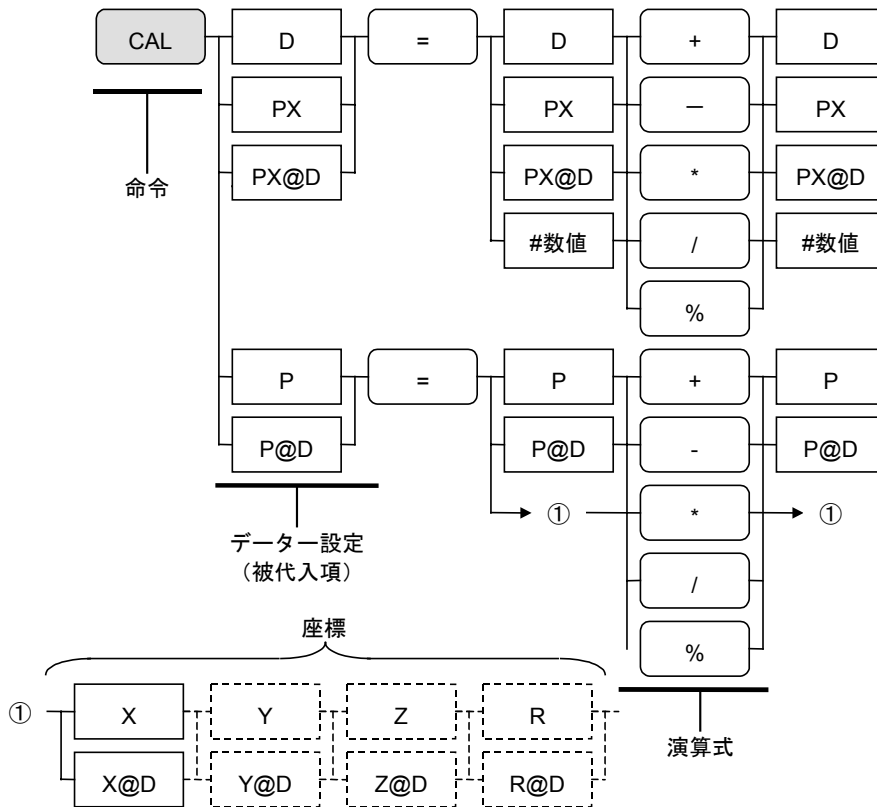 CAL D = D + D
PX PX － PX
PX@D PX@D * PX@D
命令
#数値 / #数値
%
P = P + P
P@D P@D - P@D
① * ①
データー設定
（被代入項）
/
座標
%
① X Y Z R
演算式
X@D Y@D Z@D R@D